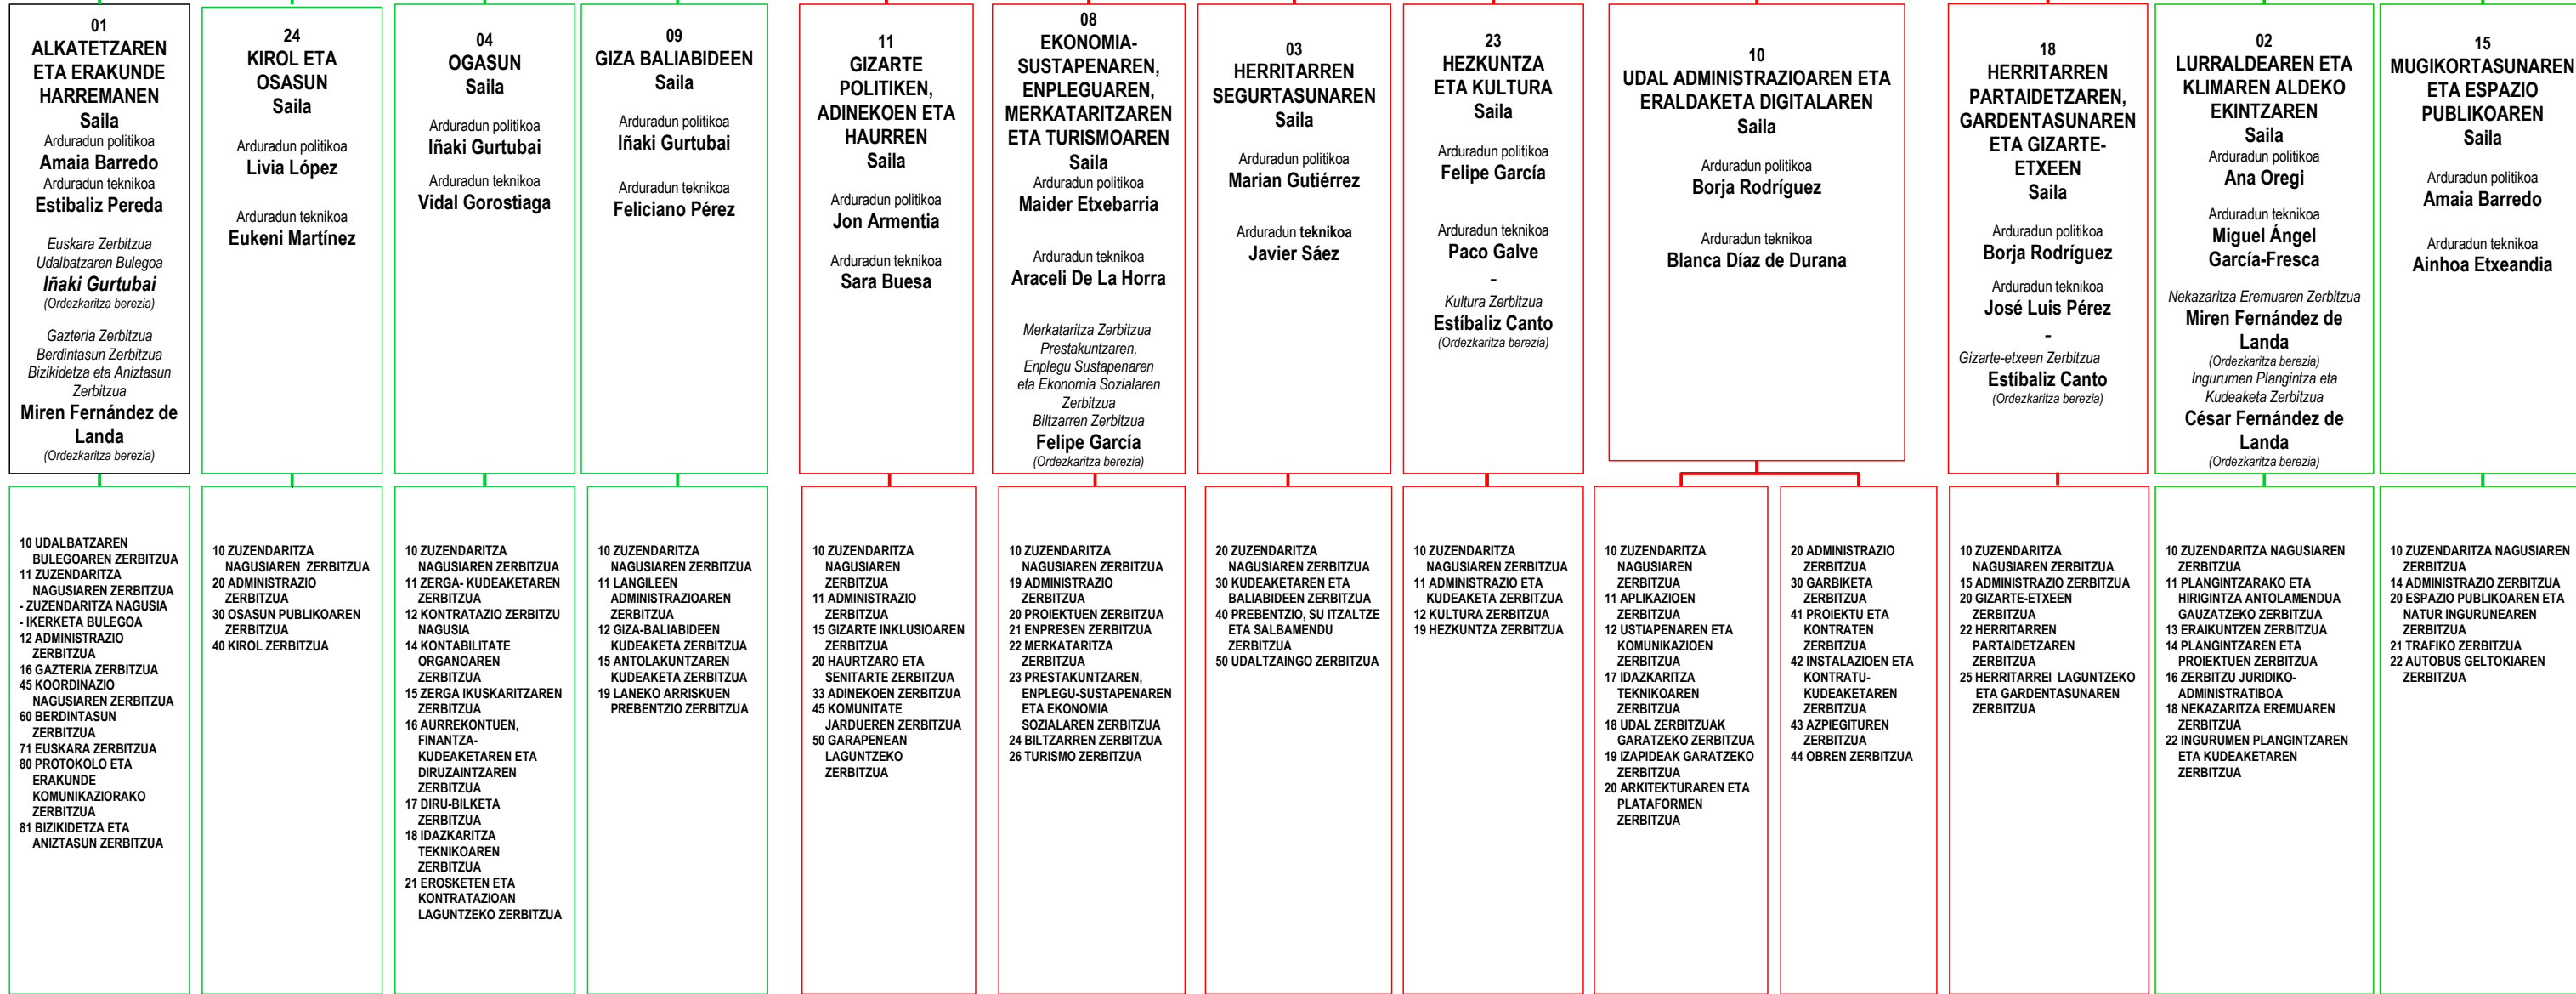 01
ALKATETZAREN
ETA ERAKUNDE
HARREMANEN
Saila
Arduradun politikoa
Amaia Barredo
Arduradun teknikoa
Estibaliz Pereda
Euskara Zerbitzua
Udalbatzaren Bulegoa
Iñaki Gurtubai
(Ordezkaritza berezia)
Gazteria Zerbitzua
Berdintasun Zerbitzua
Bizikidetza eta Aniztasun
Zerbitzua
Miren Fernández de
Landa
(Ordezkaritza berezia)
24
KIROL ETA
OSASUN
Saila
Arduradun politikoa
Livia López
Arduradun teknikoa
Eukeni Martínez
04
OGASUN
Saila
Arduradun politikoa
Iñaki Gurtubai
Arduradun teknikoa
Vidal Gorostiaga
09
GIZA BALIABIDEEN
Saila
Arduradun politikoa
Iñaki Gurtubai
Arduradun teknikoa
Feliciano Pérez
11
GIZARTE
POLITIKEN,
ADINEKOEN ETA
HAURREN
Saila
Arduradun politikoa
Jon Armentia
Arduradun teknikoa
Sara Buesa
08
EKONOMIA-
SUSTAPENAREN,
ENPLEGUAREN,
MERKATARITZAREN
ETA TURISMOAREN
Saila
Arduradun politikoa
Maider Etxebarria
Arduradun teknikoa
Araceli De La Horra
Merkataritza Zerbitzua
Prestakuntzaren,
Enplegu Sustapenaren
eta Ekonomia Sozialaren
Zerbitzua
Biltzarren Zerbitzua
Felipe García
(Ordezkaritza berezia)
03
HERRITARREN
SEGURTASUNAREN
Saila
Arduradun politikoa
Marian Gutiérrez
Arduradun teknikoa
Javier Sáez
23
HEZKUNTZA
ETA KULTURA
Saila
Arduradun politikoa
Felipe García
Arduradun teknikoa
Paco Galve
-
Kultura Zerbitzua
Estíbaliz Canto
(Ordezkaritza berezia)
10
UDAL ADMINISTRAZIOAREN ETA
ERALDAKETA DIGITALAREN
Saila
Arduradun politikoa
Borja Rodríguez
Arduradun teknikoa
Blanca Díaz de Durana
18
HERRITARREN
PARTAIDETZAREN,
GARDENTASUNAREN
ETA GIZARTE-
ETXEEN
Saila
Arduradun politikoa
Borja Rodríguez
Arduradun teknikoa
José Luis Pérez
-
Gizarte-etxeen Zerbitzua
Estíbaliz Canto
(Ordezkaritza berezia)
02
LURRALDEAREN ETA
KLIMAREN ALDEKO
EKINTZAREN
Saila
Arduradun politikoa
Ana Oregi
Arduradun teknikoa
Miguel Ángel
García-Fresca
Nekazaritza Eremuaren Zerbitzua
Miren Fernández de
Landa
(Ordezkaritza berezia)
Ingurumen Plangintza eta
Kudeaketa Zerbitzua
César Fernández de
Landa
(Ordezkaritza berezia)
15
MUGIKORTASUNAREN
ETA ESPAZIO
PUBLIKOAREN
Saila
Arduradun politikoa
Amaia Barredo
Arduradun teknikoa
Ainhoa Etxeandia
10 UDALBATZAREN
BULEGOAREN ZERBITZUA
11 ZUZENDARITZA
NAGUSIAREN ZERBITZUA
- ZUZENDARITZA NAGUSIA
- IKERKETA BULEGOA
12 ADMINISTRAZIO
ZERBITZUA
16 GAZTERIA ZERBITZUA
45 KOORDINAZIO
NAGUSIAREN ZERBITZUA
60 BERDINTASUN
ZERBITZUA
71 EUSKARA ZERBITZUA
80 PROTOKOLO ETA
ERAKUNDE
KOMUNIKAZIORAKO
ZERBITZUA
81 BIZIKIDETZA ETA
ANIZTASUN ZERBITZUA
10 ZUZENDARITZA
NAGUSIAREN ZERBITZUA
20 ADMINISTRAZIO
ZERBITZUA
30 OSASUN PUBLIKOAREN
ZERBITZUA
40 KIROL ZERBITZUA
10 ZUZENDARITZA
NAGUSIAREN ZERBITZUA
11 ZERGA- KUDEAKETAREN
ZERBITZUA
12 KONTRATAZIO ZERBITZU
NAGUSIA
14 KONTABILITATE
ORGANOAREN
ZERBITZUA
15 ZERGA IKUSKARITZAREN
ZERBITZUA
16 AURREKONTUEN,
FINANTZA-
KUDEAKETAREN ETA
DIRUZAINTZAREN
ZERBITZUA
17 DIRU-BILKETA
ZERBITZUA
18 IDAZKARITZA
TEKNIKOAREN
ZERBITZUA
21 EROSKETEN ETA
KONTRATAZIOAN
LAGUNTZEKO ZERBITZUA
10 ZUZENDARITZA
NAGUSIAREN ZERBITZUA
11 LANGILEEN
ADMINISTRAZIOAREN
ZERBITZUA
12 GIZA-BALIABIDEEN
KUDEAKETA ZERBITZUA
15 ANTOLAKUNTZAREN
KUDEAKETA ZERBITZUA
19 LANEKO ARRISKUEN
PREBENTZIO ZERBITZUA
10 ZUZENDARITZA
NAGUSIAREN
ZERBITZUA
11 ADMINISTRAZIO
ZERBITZUA
15 GIZARTE INKLUSIOAREN
ZERBITZUA
20 HAURTZARO ETA
SENITARTE ZERBITZUA
33 ADINEKOEN ZERBITZUA
45 KOMUNITATE
JARDUEREN ZERBITZUA
50 GARAPENEAN
LAGUNTZEKO
ZERBITZUA
10 ZUZENDARITZA
NAGUSIAREN ZERBITZUA
19 ADMINISTRAZIO
ZERBITZUA
20 PROIEKTUEN ZERBITZUA
21 ENPRESEN ZERBITZUA
22 MERKATARITZA
ZERBITZUA
23 PRESTAKUNTZAREN,
ENPLEGU-SUSTAPENAREN
ETA EKONOMIA
SOZIALAREN ZERBITZUA
24 BILTZARREN ZERBITZUA
26 TURISMO ZERBITZUA
20 ZUZENDARITZA
NAGUSIAREN ZERBITZUA
30 KUDEAKETAREN ETA
BALIABIDEEN ZERBITZUA
40 PREBENTZIO, SU ITZALTZE
ETA SALBAMENDU
ZERBITZUA
50 UDALTZAINGO ZERBITZUA
10 ZUZENDARITZA
NAGUSIAREN ZERBITZUA
11 ADMINISTRAZIO ETA
KUDEAKETA ZERBITZUA
12 KULTURA ZERBITZUA
19 HEZKUNTZA ZERBITZUA
10 ZUZENDARITZA
NAGUSIAREN
ZERBITZUA
11 APLIKAZIOEN
ZERBITZUA
12 USTIAPENAREN ETA
KOMUNIKAZIOEN
ZERBITZUA
17 IDAZKARITZA
TEKNIKOAREN
ZERBITZUA
18 UDAL ZERBITZUAK
GARATZEKO ZERBITZUA
19 IZAPIDEAK GARATZEKO
ZERBITZUA
20 ARKITEKTURAREN ETA
PLATAFORMEN
ZERBITZUA
20 ADMINISTRAZIO
ZERBITZUA
30 GARBIKETA
ZERBITZUA
41 PROIEKTU ETA
KONTRATEN
ZERBITZUA
42 INSTALAZIOEN ETA
KONTRATU-
KUDEAKETAREN
ZERBITZUA
43 AZPIEGITUREN
ZERBITZUA
44 OBREN ZERBITZUA
10 ZUZENDARITZA
NAGUSIAREN ZERBITZUA
15 ADMINISTRAZIO ZERBITZUA
20 GIZARTE-ETXEEN
ZERBITZUA
22 HERRITARREN
PARTAIDETZAREN
ZERBITZUA
25 HERRITARREI LAGUNTZEKO
ETA GARDENTASUNAREN
ZERBITZUA
10 ZUZENDARITZA NAGUSIAREN
ZERBITZUA
11 PLANGINTZARAKO ETA
HIRIGINTZA ANTOLAMENDUA
GAUZATZEKO ZERBITZUA
13 ERAIKUNTZEN ZERBITZUA
14 PLANGINTZAREN ETA
PROIEKTUEN ZERBITZUA
16 ZERBITZU JURIDIKO-
ADMINISTRATIBOA
18 NEKAZARITZA EREMUAREN
ZERBITZUA
22 INGURUMEN PLANGINTZAREN
ETA KUDEAKETAREN
ZERBITZUA
10 ZUZENDARITZA NAGUSIAREN
ZERBITZUA
14 ADMINISTRAZIO ZERBITZUA
20 ESPAZIO PUBLIKOAREN ETA
NATUR INGURUNEAREN
ZERBITZUA
21 TRAFIKO ZERBITZUA
22 AUTOBUS GELTOKIAREN
ZERBITZUA